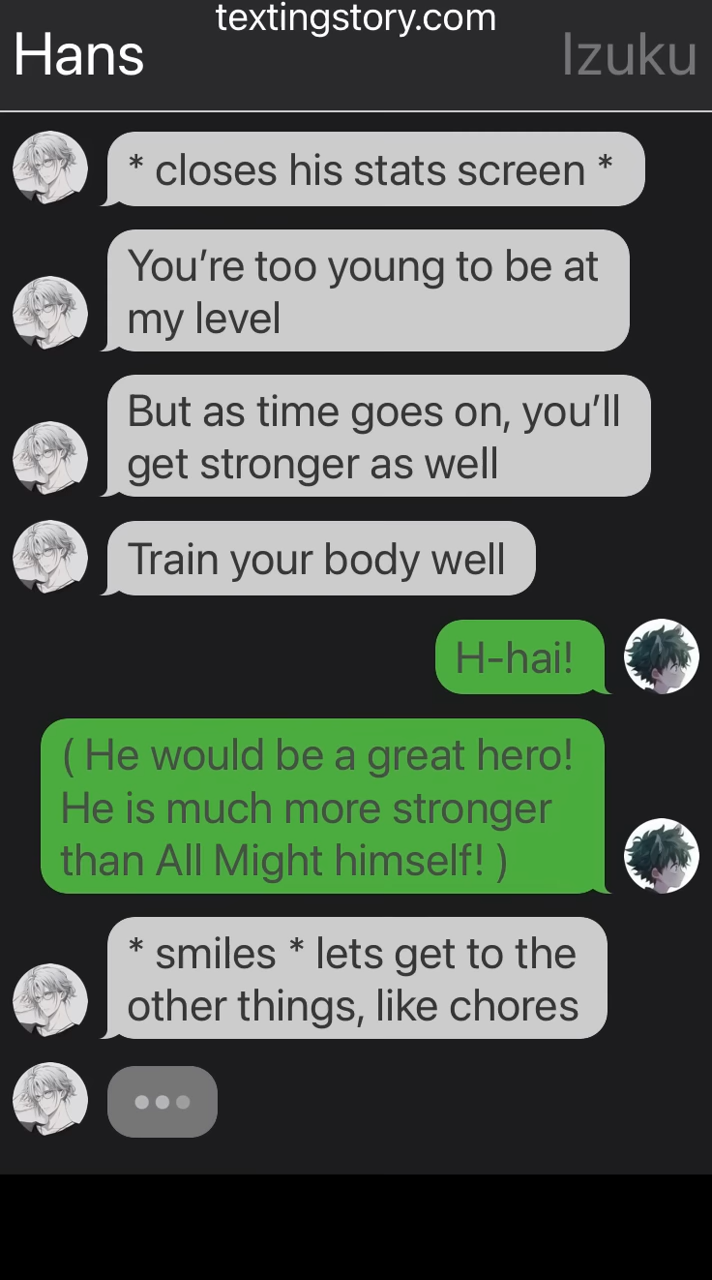 textingstory.com
Hans
Izuku
* closes his stats screen *
You’re too young to be at
my level
But as time goes on, you’ll
get stronger as well
Train your body well
H-hai!
( He would be a great hero!
He is much more stronger
than All Might himself! )
* smiles * lets get to the
other things, like chores